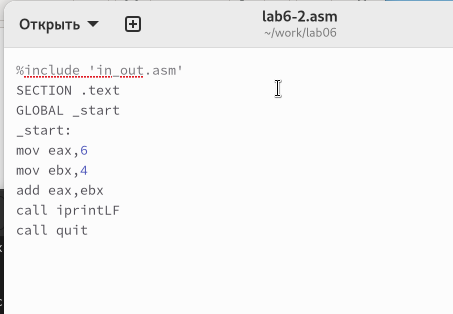 Открыть
lab6-2.asm
~/work/lab06
%include 'in_out.asm'
SECTION .text
GLOBAL _start
_start:
mov eax,6
mov ebx,4
add eax,ebx
call iprintLF
call quit